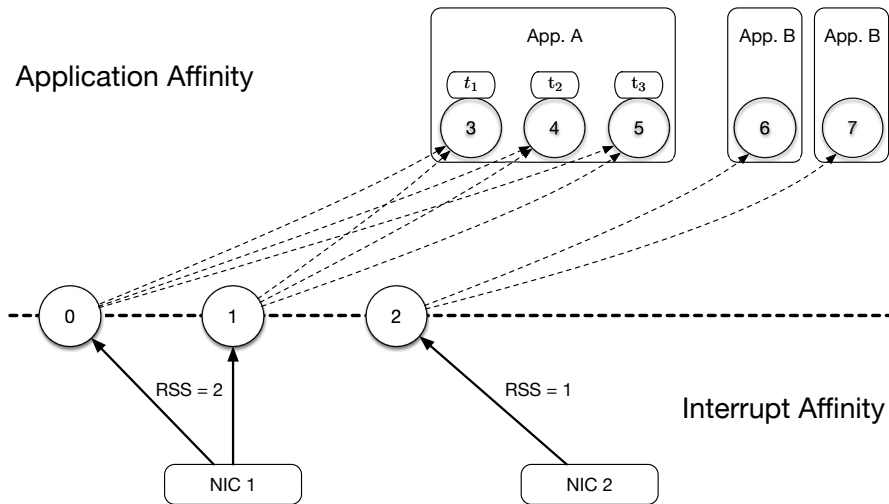 App. A
App. B
App. B
Application Affinity
t₁
t₂
t₃
3
4
5
6
7
0
1
2
RSS = 2
RSS = 1
Interrupt Affinity
NIC 1
NIC 2